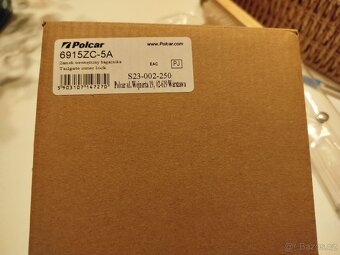 Polcar
www.polcar.com
6915ZC-5A
Zamek wewnętrzny bagażnika
Tailgate inner lock
EAC
PJ
S23-002-250
5903107147270
Polcar ul. Wojparta 19, 02-819 Warszawa